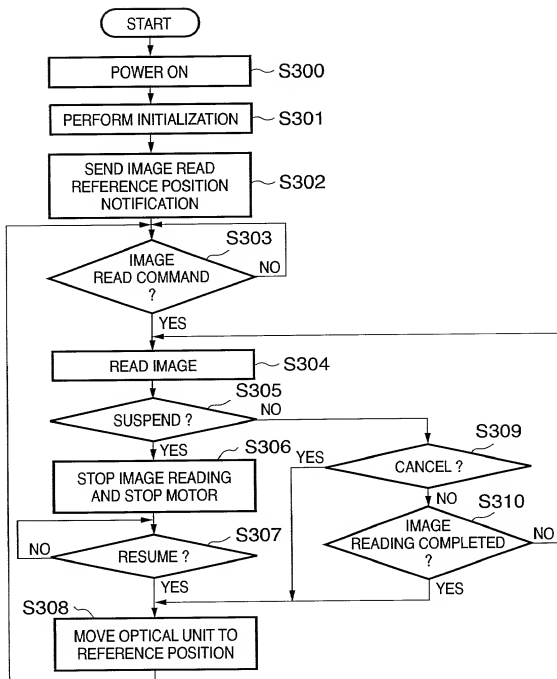 START
POWER ON
S300
PERFORM INITIALIZATION
S301
SEND IMAGE READ
REFERENCE POSITION
NOTIFICATION
S302
S303
IMAGE
READ COMMAND
?
NO
YES
READ IMAGE
S304
S305
SUSPEND ?
NO
YES
S306
STOP IMAGE READING
AND STOP MOTOR
S309
YES
CANCEL ?
NO
S310
IMAGE
READING COMPLETED
?
NO
YES
S307
NO
RESUME ?
YES
S308
MOVE OPTICAL UNIT TO
REFERENCE POSITION